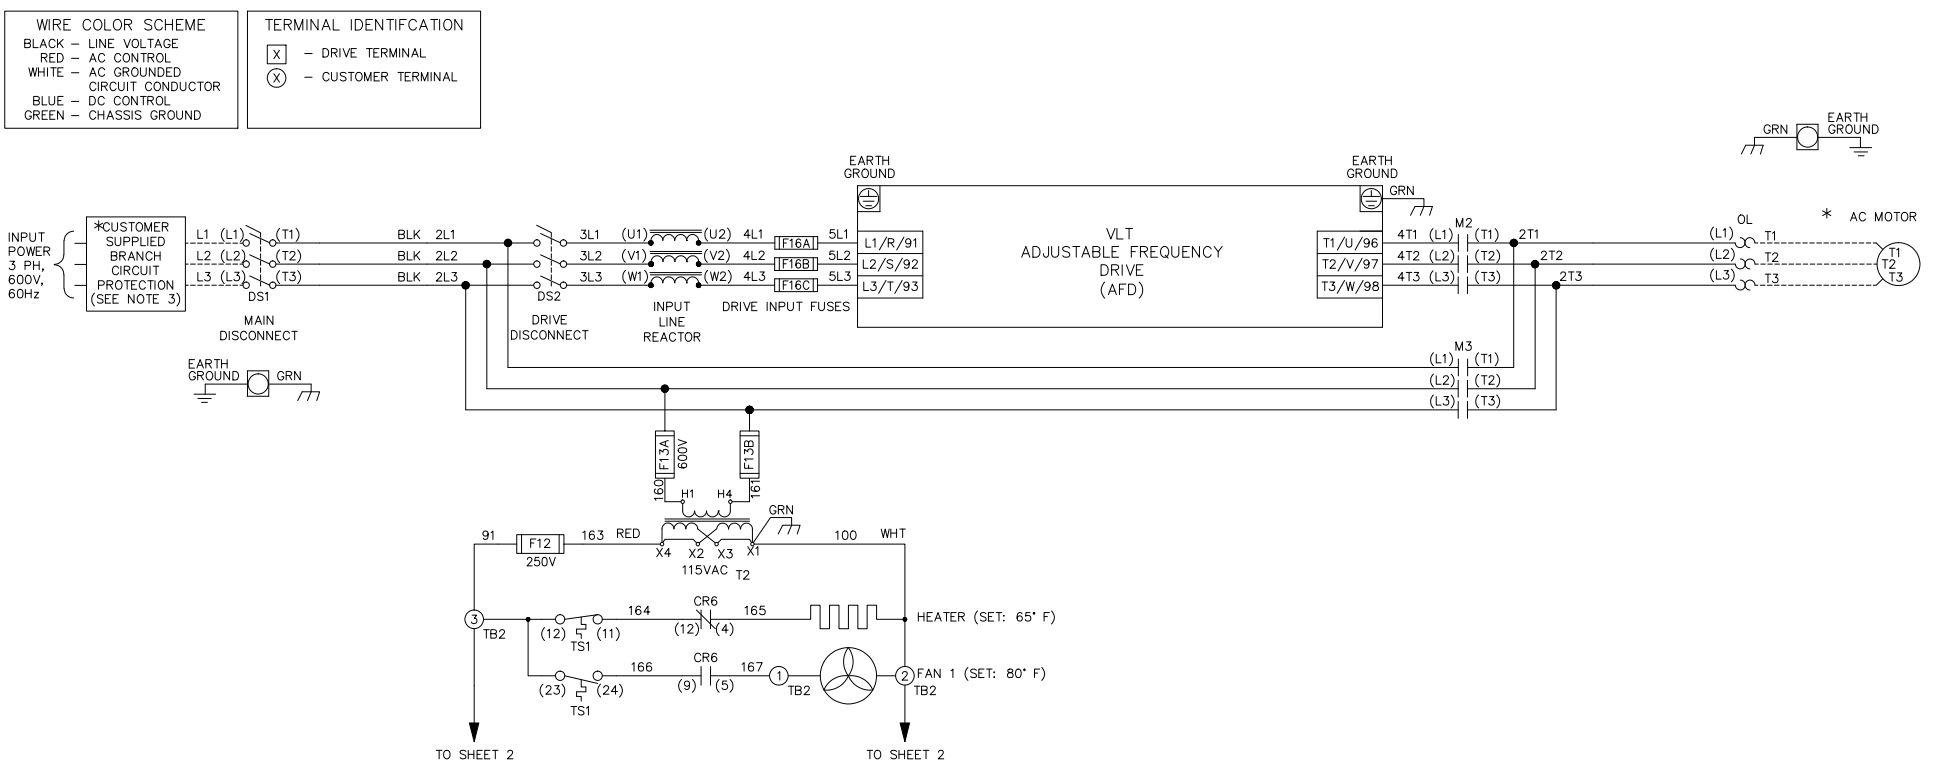 WIRE COLOR SCHEME
BLACK – LINE VOLTAGE
RED – AC CONTROL
WHITE – AC GROUNDED
CIRCUIT CONDUCTOR
BLUE – DC CONTROL
GREEN – CHASSIS GROUND
TERMINAL IDENTIFCATION
X – DRIVE TERMINAL
X – CUSTOMER TERMINAL
GRN
EARTH
GROUND
INPUT
POWER
3 PH,
600V,
60Hz
*CUSTOMER
SUPPLIED
BRANCH
CIRCUIT
PROTECTION
(SEE NOTE 3)
L1 (L1) (T1) BLK 2L1 3L1 (U1) (U2) 4L1 F16A 5L1 L1/R/91
L2 (L2) (T2) BLK 2L2 3L2 (V1) (V2) 4L2 F16B 5L2 L2/S/92
L3 (L3) (T3) BLK 2L3 3L3 (W1) (W2) 4L3 F16C 5L3 L3/T/93
DS1
MAIN
DISCONNECT
DS2
DRIVE
DISCONNECT
INPUT
LINE
REACTOR
DRIVE INPUT FUSES
EARTH
GROUND
VLT
ADJUSTABLE FREQUENCY
DRIVE
(AFD)
EARTH
GROUND
GRN
M2
T1/U/96 4T1 (L1) (T1) 2T1
T2/V/97 4T2 (L2) (T2) 2T2
T3/W/98 4T3 (L3) (T3) 2T3
OL
(L1) T1
(L2) T2
(L3) T3
* AC MOTOR
T1
T2
T3
EARTH
GROUND
GRN
M3
(L1) (T1)
(L2) (T2)
(L3) (T3)
F13A
600V
F13B
160
161
H1 H4
GRN
91 F12 163 RED
250V
X4 X2 X3 X1
100 WHT
115VAC T2
3
TB2
(12) (11)
TS1
164
CR6
(12) (4)
165
HEATER (SET: 65° F)
(23) (24)
TS1
166
CR6
(9) (5)
167
1
TB2
2
TB2
FAN 1 (SET: 80° F)
TO SHEET 2
TO SHEET 2